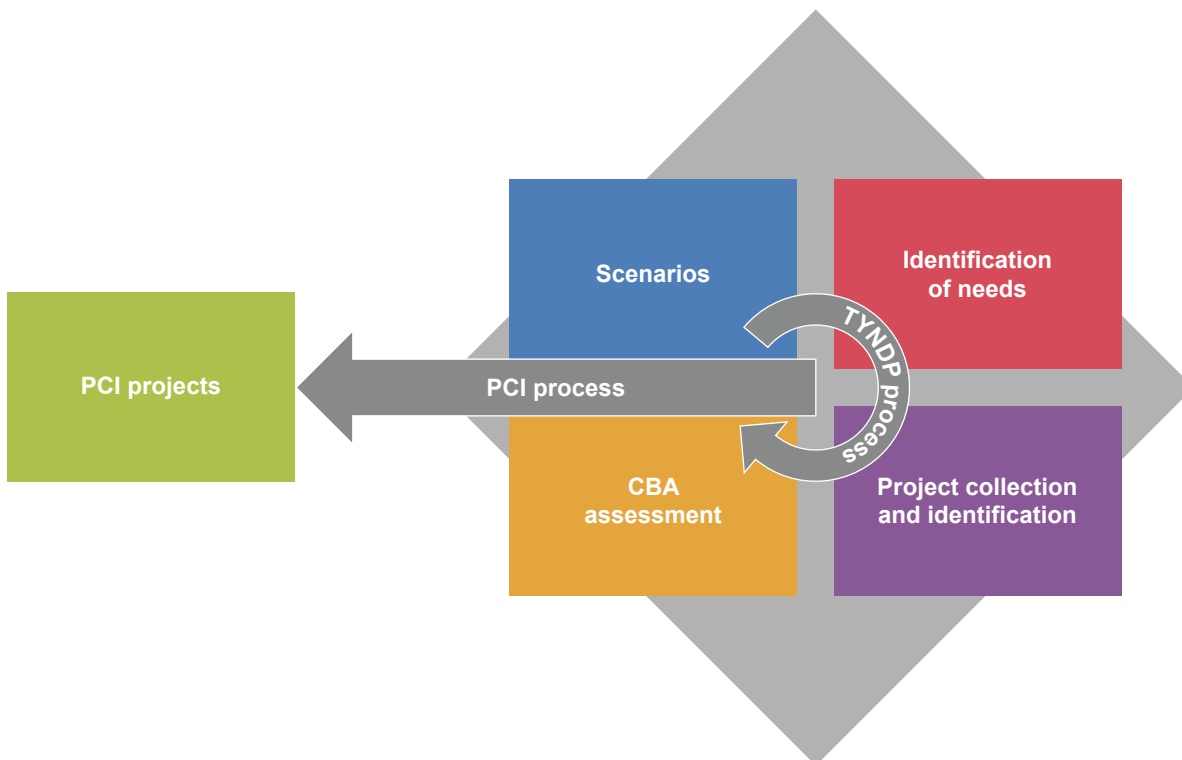 Scenarios
Identification
of needs
TYNDP process
PCI projects
PCI process
CBA
assessment
Project collection
and identification